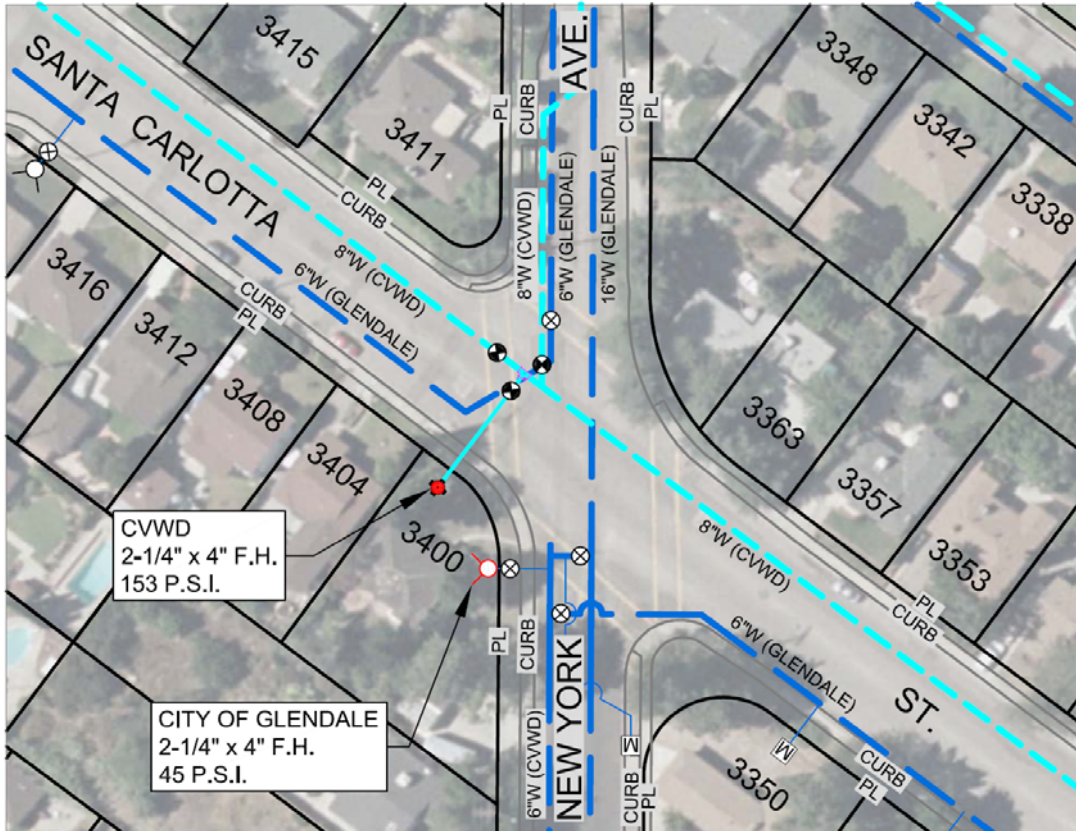 3415
AVE.
3348
SANTA CARLOTTA
PL
CURB
CURB
PL
3342
3411
PL
CURB
3338
8"W (CVWD)
8"W (CVWD)
6"W (GLENDALE)
16"W (GLENDALE)
3416
CURB
PL
6"W (GLENDALE)
3412
3408
3363
3404
3357
CVWD
2-1/4" x 4" F.H.
153 P.S.I.
3400
8"W (CVWD)
3353
PL
CURB
PL
CURB
6"W (GLENDALE)
ST.
CITY OF GLENDALE
2-1/4" x 4" F.H.
45 P.S.I.
6"W (CVWD)
NEW YORK
M
M
CURB
PL
3350
CURB
PL